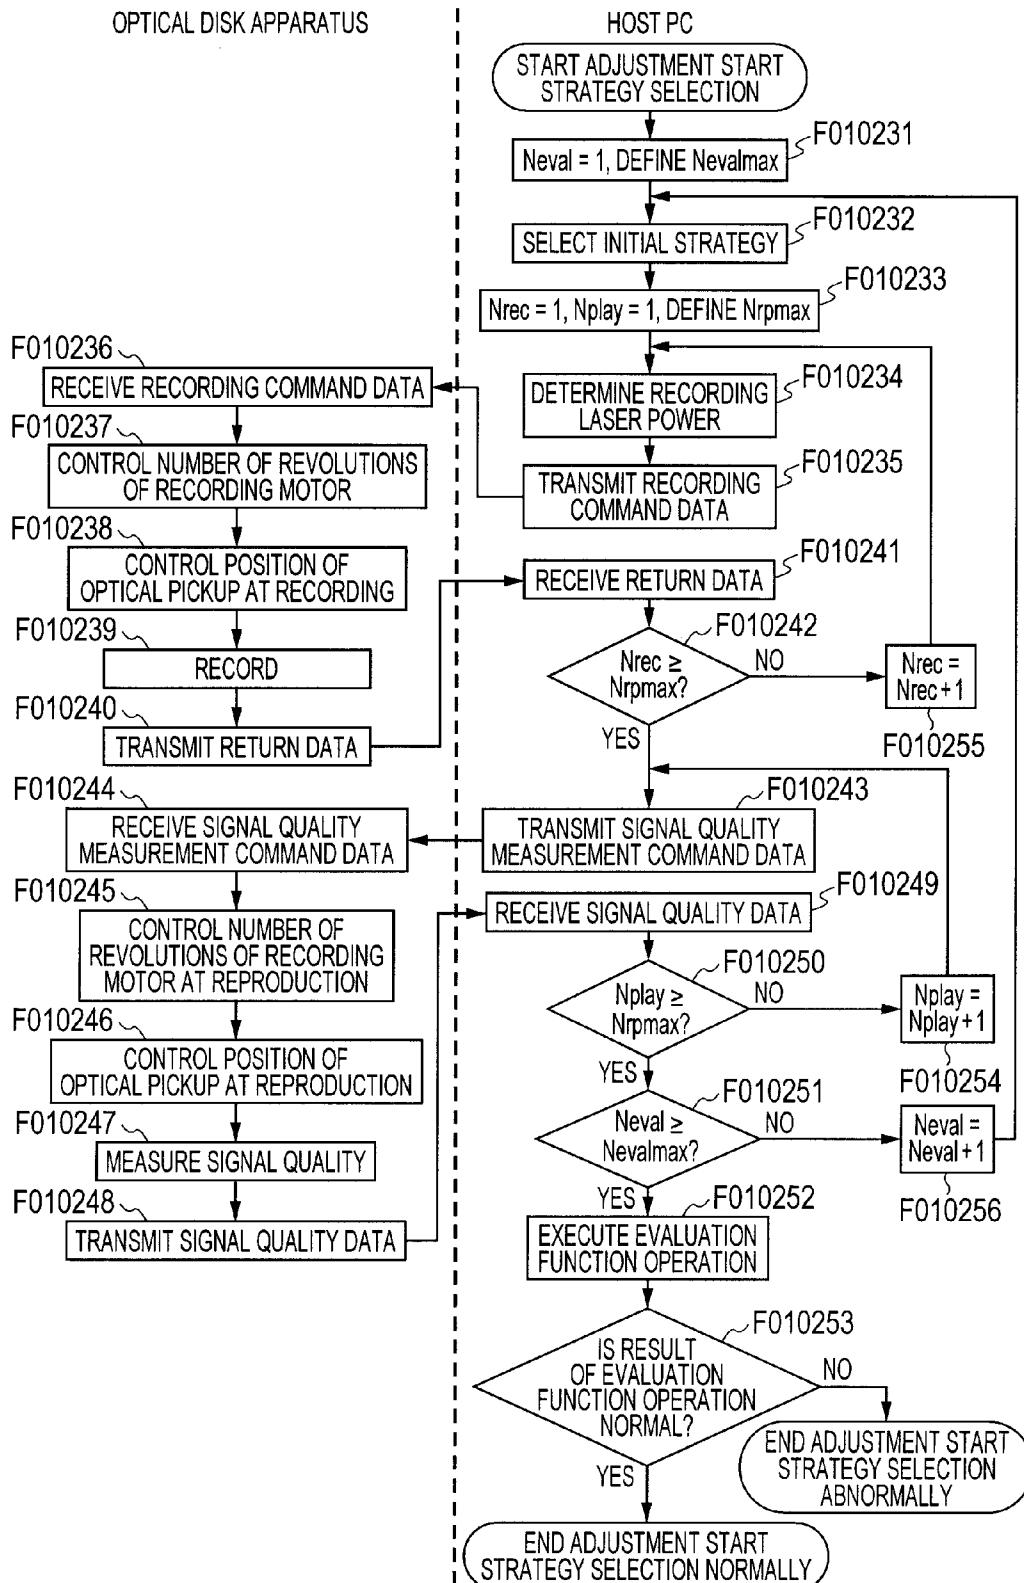 OPTICAL DISK APPARATUS
HOST PC
START ADJUSTMENT START
STRATEGY SELECTION
F010231
Neval = 1, DEFINE Nevalmax
F010232
SELECT INITIAL STRATEGY
F010233
Nrec = 1, Nplay = 1, DEFINE Nrpmax
F010234
DETERMINE RECORDING
LASER POWER
F010235
TRANSMIT RECORDING
COMMAND DATA
F010236
RECEIVE RECORDING COMMAND DATA
F010237
CONTROL NUMBER OF REVOLUTIONS
OF RECORDING MOTOR
F010238
CONTROL POSITION OF
OPTICAL PICKUP AT RECORDING
F010239
RECORD
F010240
TRANSMIT RETURN DATA
F010241
RECEIVE RETURN DATA
F010242
Nrec ≥
Nrpmax?
NO
YES
Nrec =
Nrec + 1
F010255
F010243
TRANSMIT SIGNAL QUALITY
MEASUREMENT COMMAND DATA
F010244
RECEIVE SIGNAL QUALITY
MEASUREMENT COMMAND DATA
F010245
CONTROL NUMBER OF
REVOLUTIONS OF RECORDING
MOTOR AT REPRODUCTION
F010246
CONTROL POSITION OF
OPTICAL PICKUP AT REPRODUCTION
F010247
MEASURE SIGNAL QUALITY
F010248
TRANSMIT SIGNAL QUALITY DATA
F010249
RECEIVE SIGNAL QUALITY DATA
F010250
Nplay ≥
Nrpmax?
NO
YES
Nplay =
Nplay + 1
F010254
F010251
Neval ≥
Nevalmax?
NO
YES
Neval =
Neval + 1
F010256
F010252
EXECUTE EVALUATION
FUNCTION OPERATION
F010253
IS RESULT
OF EVALUATION
FUNCTION OPERATION
NORMAL?
NO
YES
END ADJUSTMENT START
STRATEGY SELECTION
ABNORMALLY
END ADJUSTMENT START
STRATEGY SELECTION NORMALLY